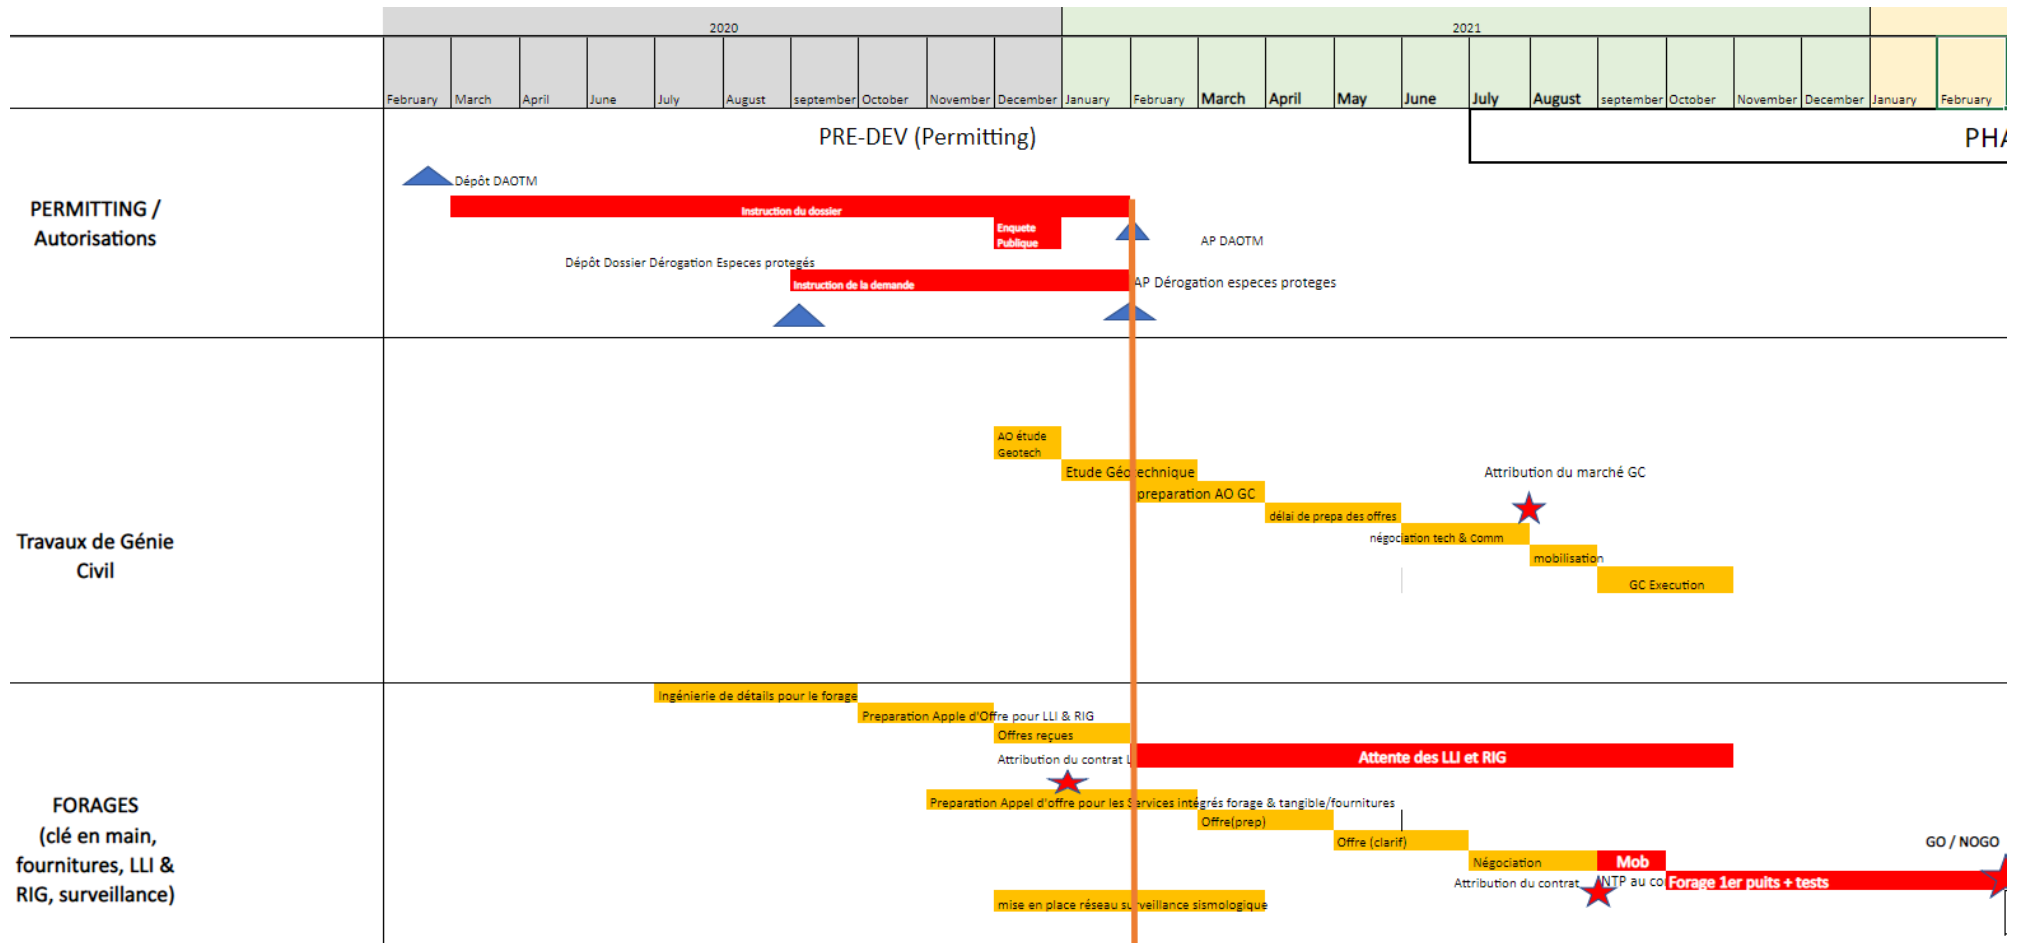 2020
2021
February March April June July August september October November December January February March April May June July August september October November December January February
PRE-DEV (Permitting)
PHA
PERMITTING /
Autorisations
Dépôt DAOTM
Instruction du dossier
Enquete
Publique
AP DAOTM
Dépôt Dossier Dérogation Especes protegés
Instruction de la demande
AP Dérogation especes proteges
Travaux de Génie
Civil
AO étude
Geotech
Etude Géotechnique
preparation AO GC
délai de prepa des offres
Attribution du marché GC
négociation tech & Comm
mobilisation
GC Execution
FORAGES
(clé en main,
fournitures, LLI &
RIG, surveillance)
Ingénierie de détails pour le forage
Preparation Apple d'Offre pour LLI & RIG
Offres reçues
Attribution du contrat L
Attente des LLI et RIG
Preparation Appel d'offre pour les Services intégrés forage & tangible/fournitures
Offre(prep)
Offre (clarif)
GO / NOGO
Négociation
Mob
Attribution du contrat
NTP au co
Forage 1er puits + tests
mise en place réseau surveillance sismologique